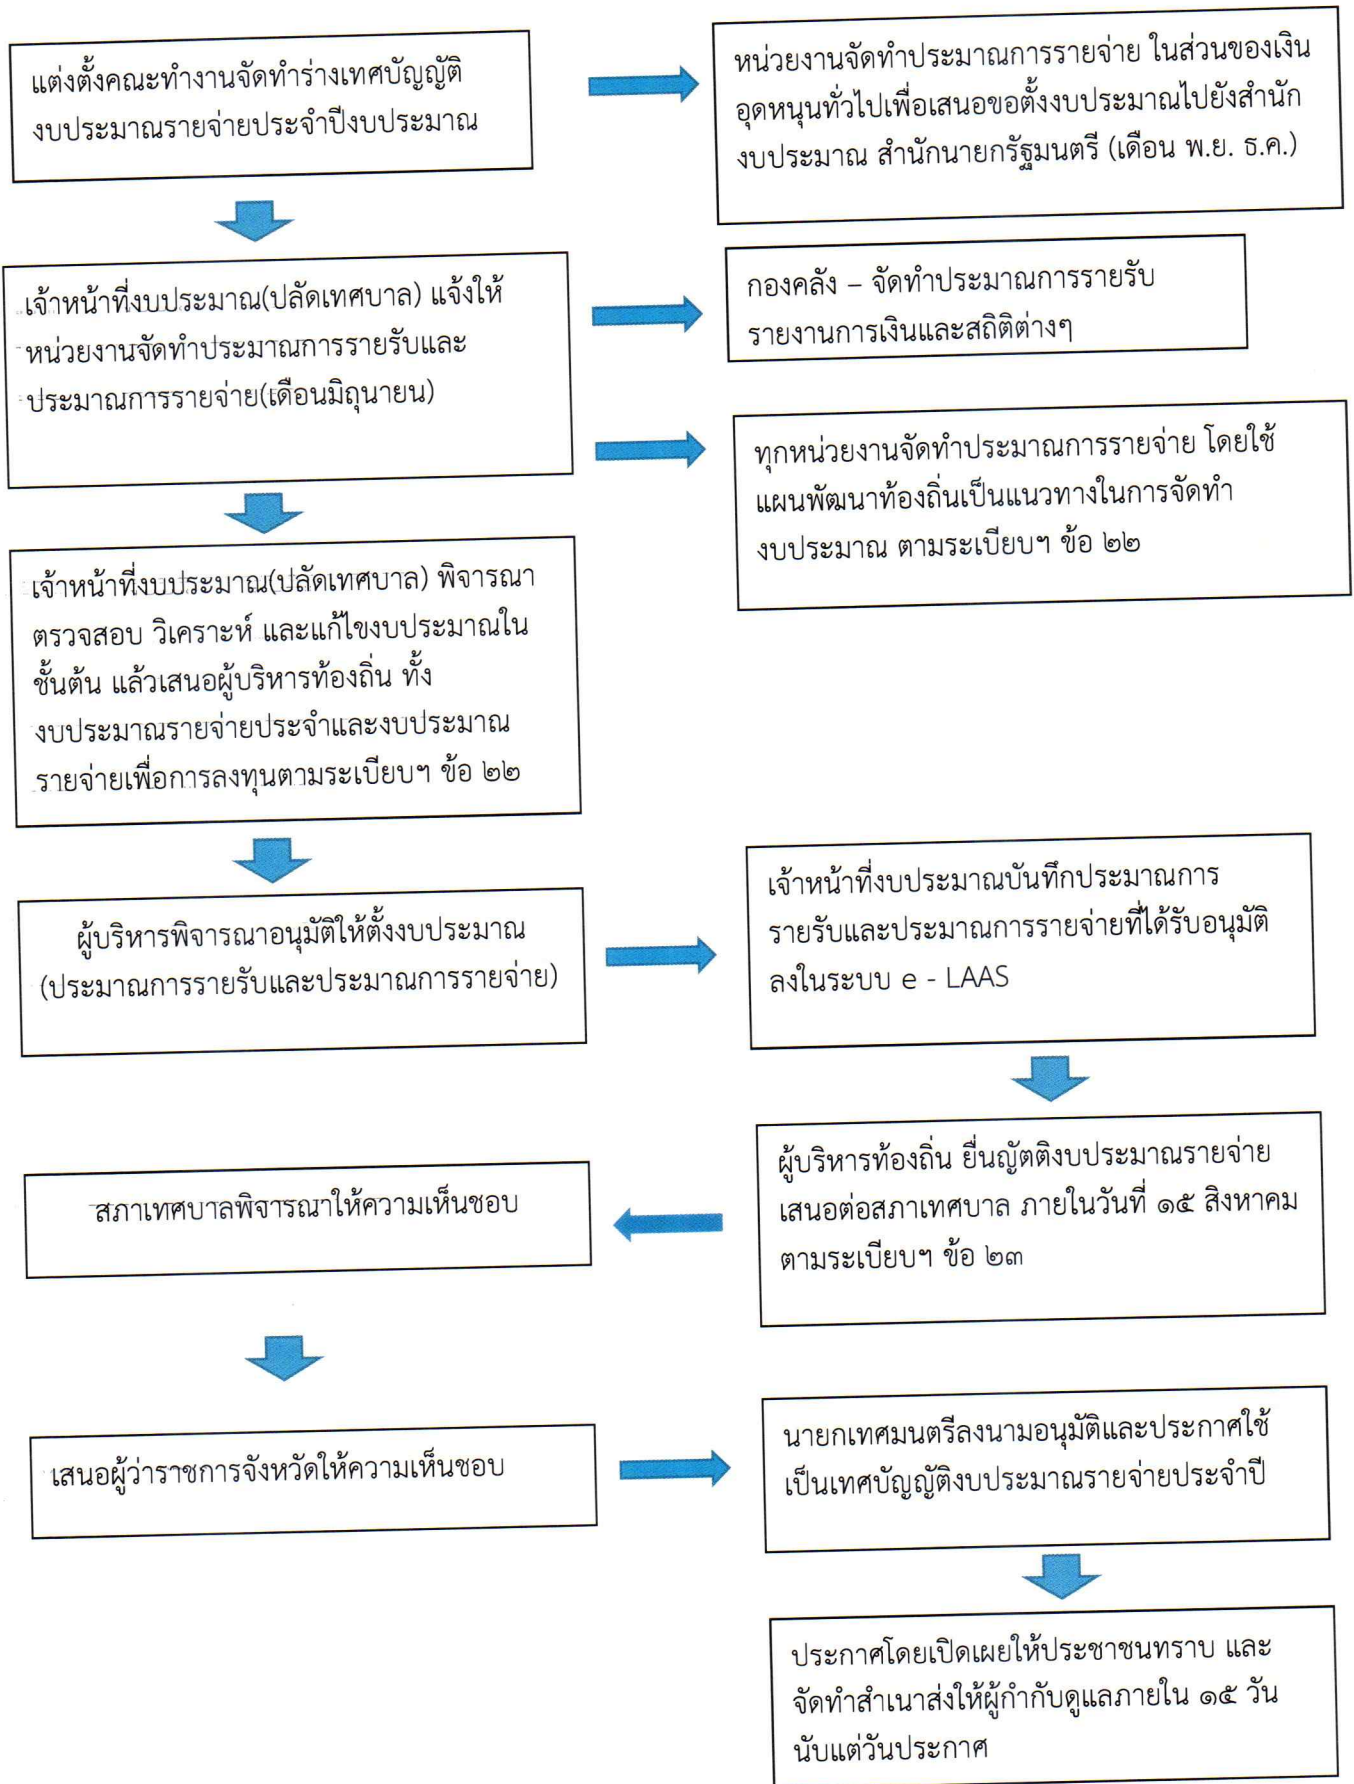 แต่งตั้งคณะทำงานจัดทำร่างเทศบัญญัติ
งบประมาณรายจ่ายประจำปีงบประมาณ
หน่วยงานจัดทำประมาณการรายจ่าย ในส่วนของเงิน
อุดหนุนทั่วไปเพื่อเสนอขอตั้งงบประมาณไปยังสำนัก
งบประมาณ สำนักนายกรัฐมนตรี (เดือน พ.ย. ธ.ค.)
เจ้าหน้าที่งบประมาณ(ปลัดเทศบาล) แจ้งให้
หน่วยงานจัดทำประมาณการรายรับและ
ประมาณการรายจ่าย(เดือนมิถุนายน)
กองคลัง – จัดทำประมาณการรายรับ
รายงานการเงินและสถิติต่างๆ
ทุกหน่วยงานจัดทำประมาณการรายจ่าย โดยใช้
แผนพัฒนาท้องถิ่นเป็นแนวทางในการจัดทำ
งบประมาณ ตามระเบียบฯ ข้อ ๒๒
เจ้าหน้าที่งบประมาณ(ปลัดเทศบาล) พิจารณา
ตรวจสอบ วิเคราะห์ และแก้ไขงบประมาณใน
ชั้นต้น แล้วเสนอผู้บริหารท้องถิ่น ทั้ง
งบประมาณรายจ่ายประจำและงบประมาณ
รายจ่ายเพื่อการลงทุนตามระเบียบฯ ข้อ ๒๒
ผู้บริหารพิจารณาอนุมัติให้ตั้งงบประมาณ
(ประมาณการรายรับและประมาณการรายจ่าย)
เจ้าหน้าที่งบประมาณบันทึกประมาณการ
รายรับและประมาณการรายจ่ายที่ได้รับอนุมัติ
ลงในระบบ e - LAAS
ผู้บริหารท้องถิ่น ยื่นญัตติงบประมาณรายจ่าย
เสนอต่อสภาเทศบาล ภายในวันที่ ๑๕ สิงหาคม
ตามระเบียบฯ ข้อ ๒๓
สภาเทศบาลพิจารณาให้ความเห็นชอบ
เสนอผู้ว่าราชการจังหวัดให้ความเห็นชอบ
นายกเทศมนตรีลงนามอนุมัติและประกาศใช้
เป็นเทศบัญญัติงบประมาณรายจ่ายประจำปี
ประกาศโดยเปิดเผยให้ประชาชนทราบ และ
จัดทำสำเนาส่งให้ผู้กำกับดูแลภายใน ๑๕ วัน
นับแต่วันประกาศ